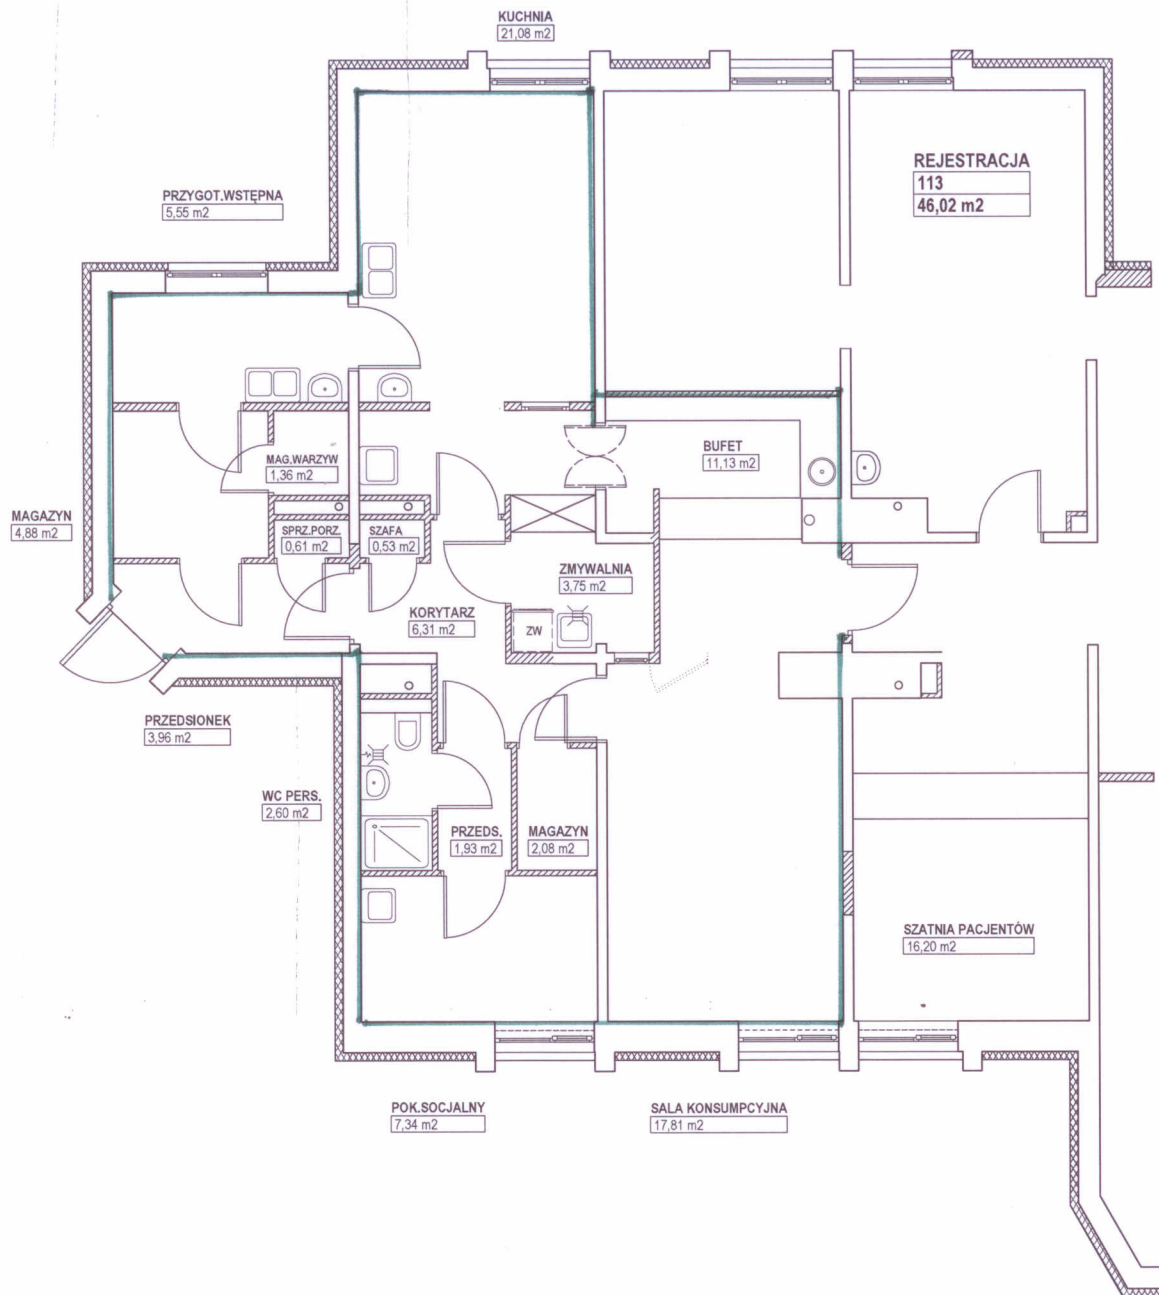 KUCHNIA
21,08 m2
REJESTRACJA
113
46,02 m2
PRZYGOT.WSTĘPNA
5,55 m2
BUFET
11,13 m2
MAG.WARZYW
1,36 m2
MAGAZYN
4,88 m2
SPRZ.PORZ.
0,61 m2
SZAFA
0,53 m2
ZMYWALNIA
3,75 m2
KORYTARZ
6,31 m2
ZW
PRZEDSIONEK
3,96 m2
WC PERS.
2,60 m2
PRZEDS.
1,93 m2
MAGAZYN
2,08 m2
SZATNIA PACJENTÓW
16,20 m2
POK.SOCJALNY
7,34 m2
SALA KONSUMPCYJNA
17,81 m2